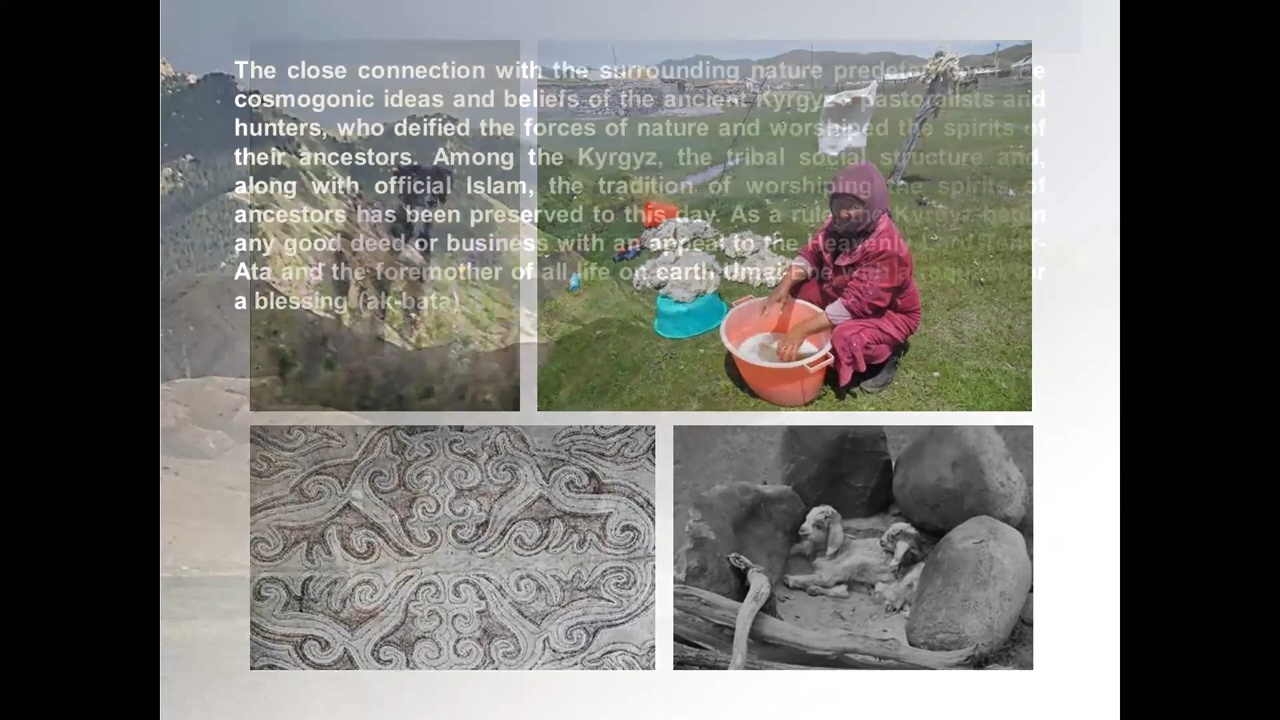 The close connection with the surrounding nature
cosmogonic ideas and beliefs of the ancient Kyrgyz pastoralists and
hunters, who deified the forces of nature and worshiped the spirits of
their ancestors. Among the Kyrgyz, the tribal social structure and,
along with official Islam, the tradition of worshiping the spirits of
ancestors has been preserved to this day. As a rule, the Kyrgyz begin
any good deed or business with an appeal to the Heavenly
Ata and the foremother of all life on earth Umai
a blessing (ak-bata)